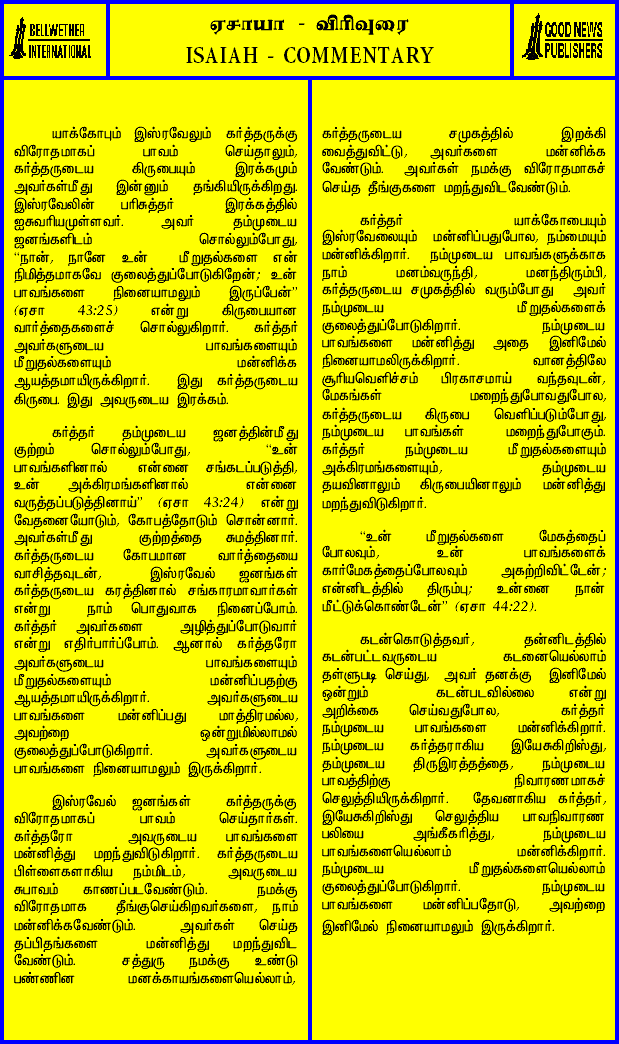 BELLWETHER
INTERNATIONAL
ஏசாயா - விரிவுரை
ISAIAH - COMMENTARY
GOOD NEWS
PUBLISHERS
யாக்கோபும் இஸ்ரவேலும் கர்த்தருக்கு
விரோதமாகப் பாவம் செய்தாலும்,
கர்த்தருடைய கிருபையும் இரக்கமும்
அவர்கள்மீது இன்னும் தங்கியிருக்கிறது.
இஸ்ரவேலின் பரிசுத்தர் இரக்கத்தில்
ஐசுவரியமுள்ளவர். அவர் தம்முடைய
ஜனங்களிடம் சொல்லும்போது,
“நான், நானே உன் மீறுதல்களை என்
நிமித்தமாகவே குலைத்துப்போடுகிறேன்; உன்
பாவங்களை நினையாமலும் இருப்பேன்”
(ஏசா 43:25) என்று கிருபையான
வார்த்தைகளைச் சொல்லுகிறார். கர்த்தர்
அவர்களுடைய பாவங்களையும்
மீறுதல்களையும் மன்னிக்க
ஆயத்தமாயிருக்கிறார். இது கர்த்தருடைய
கிருபை. இது அவருடைய இரக்கம்.
கர்த்தர் தம்முடைய ஜனத்தின்மீது
குற்றம் சொல்லும்போது, “உன்
பாவங்களினால் என்னை சங்கடப்படுத்தி,
உன் அக்கிரமங்களினால் என்னை
வருத்தப்படுத்தினாய்” (ஏசா 43:24) என்று
வேதனையோடும், கோபத்தோடும் சொன்னார்.
அவர்கள்மீது குற்றத்தை சுமத்தினார்.
கர்த்தருடைய கோபமான வார்த்தையை
வாசித்தவுடன், இஸ்ரவேல் ஜனங்கள்
கர்த்தருடைய கரத்தினால் சங்காரமாவார்கள்
என்று நாம் பொதுவாக நினைப்போம்.
கர்த்தர் அவர்களை அழித்துப்போடுவார்
என்று எதிர்பார்ப்போம். ஆனால் கர்த்தரோ
அவர்களுடைய பாவங்களையும்
மீறுதல்களையும் மன்னிப்பதற்கு
ஆயத்தமாயிருக்கிறார். அவர்களுடைய
பாவங்களை மன்னிப்பது மாத்திரமல்ல,
அவற்றை ஒன்றுமில்லாமல்
குலைத்துப்போடுகிறார். அவர்களுடைய
பாவங்களை நினையாமலும் இருக்கிறார்.
இஸ்ரவேல் ஜனங்கள் கர்த்தருக்கு
விரோதமாகப் பாவம் செய்தார்கள்.
கர்த்தரோ அவருடைய பாவங்களை
மன்னித்து மறந்துவிடுகிறார். கர்த்தருடைய
பிள்ளைகளாகிய நம்மிடம், அவருடைய
சுபாவம் காணப்படவேண்டும். நமக்கு
விரோதமாக தீங்குசெய்கிறவர்களை, நாம்
மன்னிக்கவேண்டும். அவர்கள் செய்த
தப்பிதங்களை மன்னித்து மறந்துவிட
வேண்டும். சத்துரு நமக்கு உண்டு
பண்ணின மனக்காயங்களையெல்லாம்,
கர்த்தருடைய சமுகத்தில் இறக்கி
வைத்துவிட்டு, அவர்களை மன்னிக்க
வேண்டும். அவர்கள் நமக்கு விரோதமாகச்
செய்த தீங்குகளை மறந்துவிடவேண்டும்.
கர்த்தர் யாக்கோபையும்
இஸ்ரவேலையும் மன்னிப்பதுபோல, நம்மையும்
மன்னிக்கிறார். நம்முடைய பாவங்களுக்காக
நாம் மனம்வருந்தி, மனந்திரும்பி,
கர்த்தருடைய சமுகத்தில் வரும்போது அவர்
நம்முடைய மீறுதல்களைக்
குலைத்துப்போடுகிறார். நம்முடைய
பாவங்களை மன்னித்து அதை இனிமேல்
நினையாமலிருக்கிறார். வானத்திலே
சூரியவெளிச்சம் பிரகாசமாய் வந்தவுடன்,
மேகங்கள் மறைந்துபோவதுபோல,
கர்த்தருடைய கிருபை வெளிப்படும்போது,
நம்முடைய பாவங்கள் மறைந்துபோகும்.
கர்த்தர் நம்முடைய மீறுதல்களையும்
அக்கிரமங்களையும், தம்முடைய
தயவினாலும் கிருபையினாலும் மன்னித்து
மறந்துவிடுகிறார்.
“உன் மீறுதல்களை மேகத்தைப்
போலவும், உன் பாவங்களைக்
கார்மேகத்தைப்போலவும் அகற்றிவிட்டேன்;
என்னிடத்தில் திரும்பு; உன்னை நான்
மீட்டுக்கொண்டேன்” (ஏசா 44:22).
கடன்கொடுத்தவர், தன்னிடத்தில்
கடன்பட்டவருடைய கடனையெல்லாம்
தள்ளுபடி செய்து, அவர் தனக்கு இனிமேல்
ஒன்றும் கடன்படவில்லை என்று
அறிக்கை செய்வதுபோல, கர்த்தர்
நம்முடைய பாவங்களை மன்னிக்கிறார்.
நம்முடைய கர்த்தராகிய இயேசுகிறிஸ்து,
தம்முடைய திருஇரத்தத்தை, நம்முடைய
பாவத்திற்கு நிவாரணமாகச்
செலுத்தியிருக்கிறார். தேவனாகிய கர்த்தர்,
இயேசுகிறிஸ்து செலுத்திய பாவநிவாரண
பலியை அங்கீகரித்து, நம்முடைய
பாவங்களையெல்லாம் மன்னிக்கிறார்.
நம்முடைய மீறுதல்களையெல்லாம்
குலைத்துப்போடுகிறார். நம்முடைய
பாவங்களை மன்னிப்பதோடு, அவற்றை
இனிமேல் நினையாமலும் இருக்கிறார்.